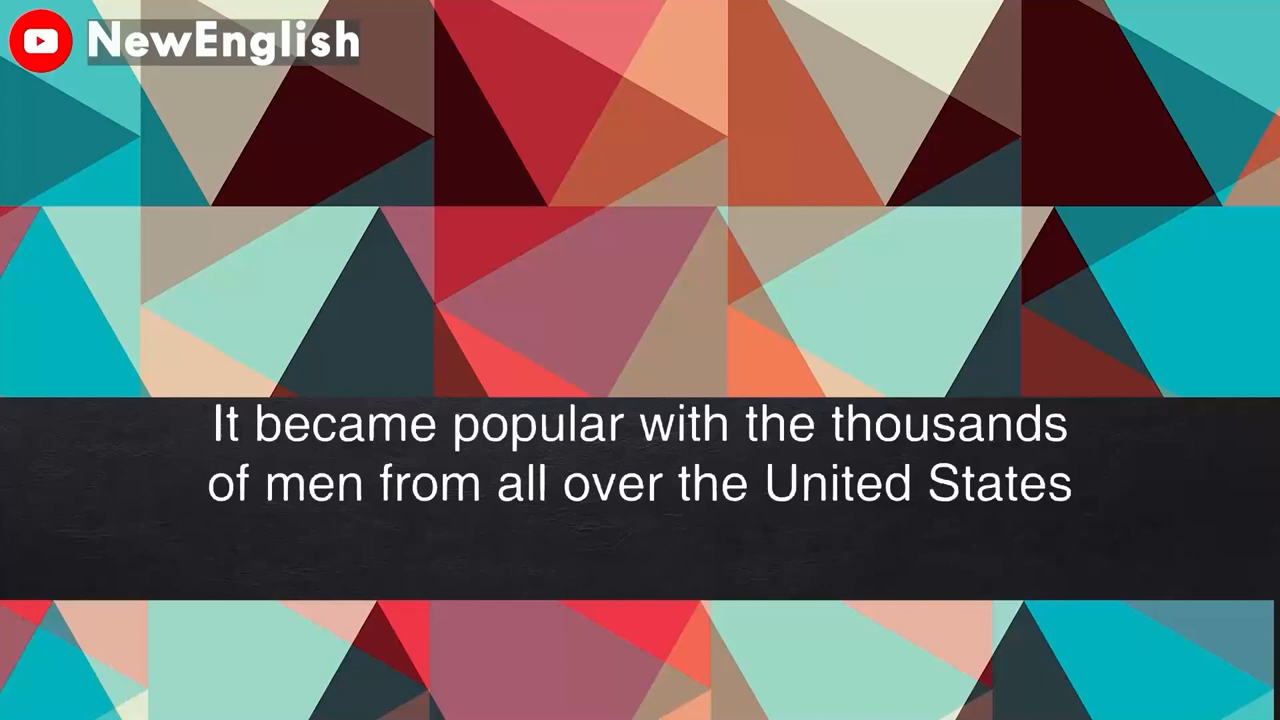 NewEnglish
It became popular with the thousands
of men from all over the United States